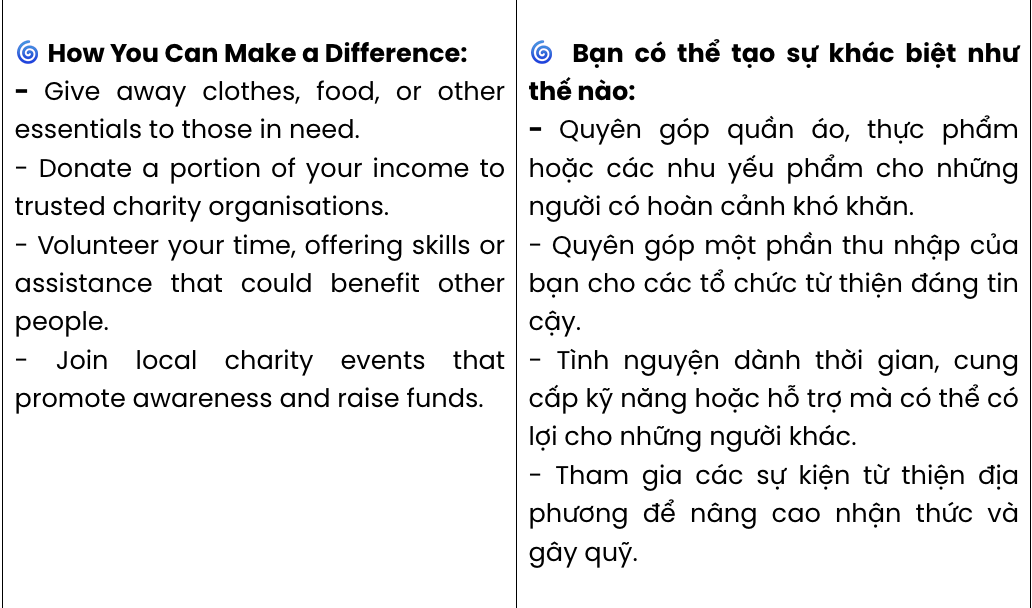 🌀 How You Can Make a Difference:
- Give away clothes, food, or other
essentials to those in need.
- Donate a portion of your income to
trusted charity organisations.
- Volunteer your time, offering skills or
assistance that could benefit other
people.
- Join local charity events that
promote awareness and raise funds.
🌀 Bạn có thể tạo sự khác biệt như
thế nào:
- Quyên góp quần áo, thực phẩm
hoặc các nhu yếu phẩm cho những
người có hoàn cảnh khó khăn.
- Quyên góp một phần thu nhập của
bạn cho các tổ chức từ thiện đáng tin
cậy.
- Tình nguyện dành thời gian, cung
cấp kỹ năng hoặc hỗ trợ mà có thể có
lợi cho những người khác.
- Tham gia các sự kiện từ thiện địa
phương để nâng cao nhận thức và
gây quỹ.